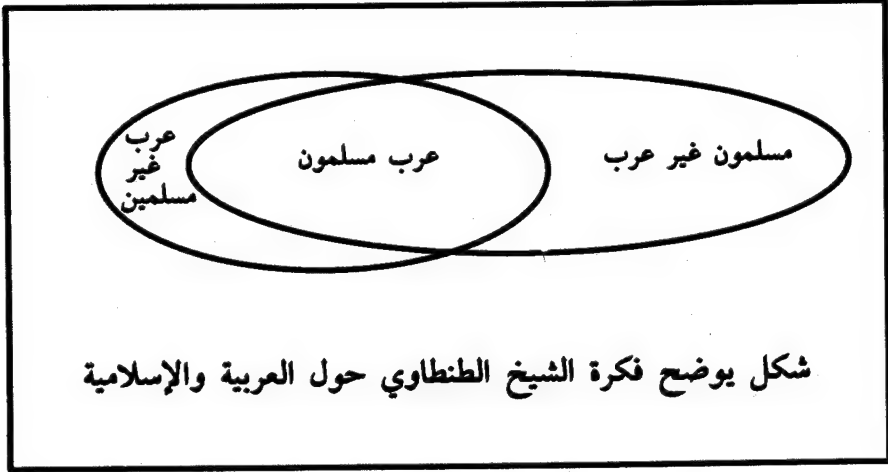 مسلمون غير عرب
عرب مسلمون
عرب
غير
مسلمين
شكل يوضح فكرة الشيخ الطنطاوي حول العربية والإسلامية